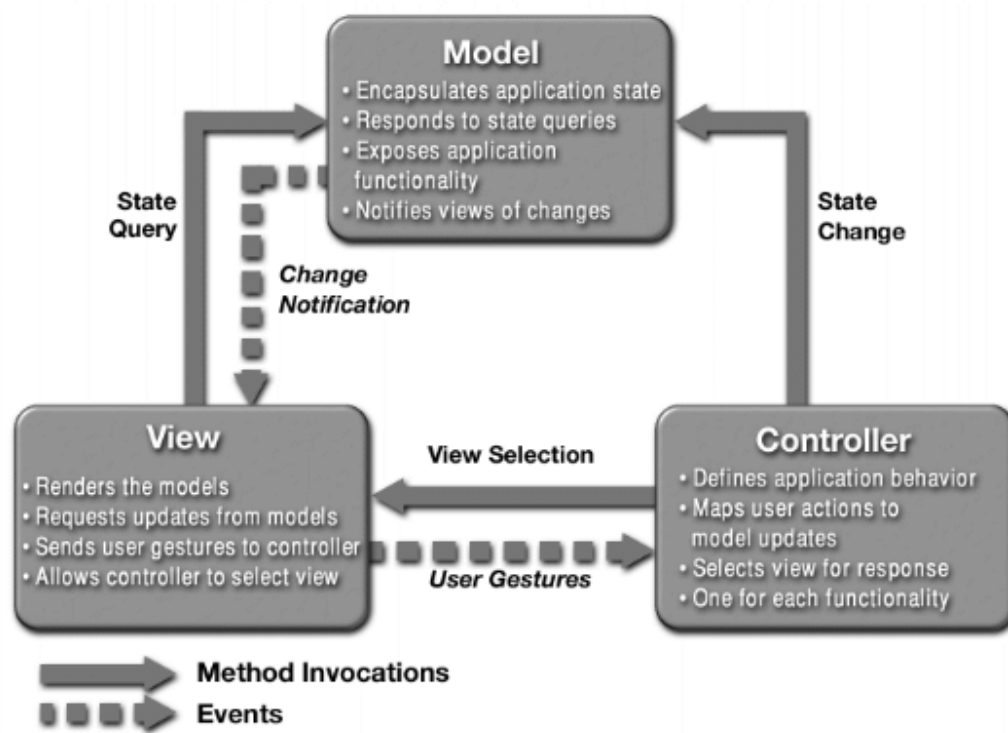 Model
• Encapsulates application state
• Responds to state queries
• Exposes application
functionality
• Notifies views of changes
State
Query
Change
Notification
State
Change
View
• Renders the models
• Requests updates from models
• Sends user gestures to controller
• Allows controller to select view
View Selection
User Gestures
Controller
• Defines application behavior
• Maps user actions to
model updates
• Selects view for response
• One for each functionality
Method Invocations
Events